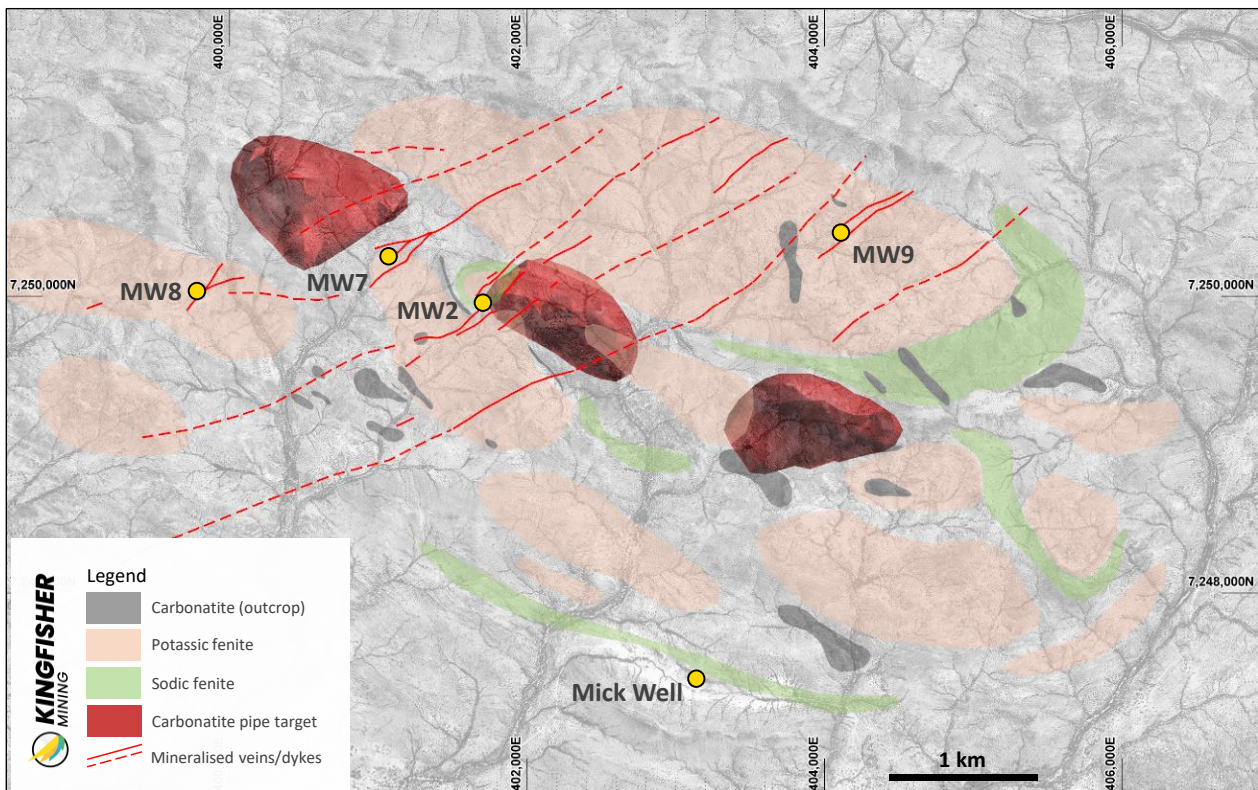 400,000E
402,000E
404,000E
406,000E
MW9
MW7
7,250,000N
MW8
7,250,000N
MW2
7,248,000N
Mick Well
1 km
402,000E
404,000E
406,000E
KINGFISHER
MINING
Legend
Carbonatite (outcrop)
Potassic fenite
Sodic fenite
Carbonatite pipe target
Mineralised veins/dykes